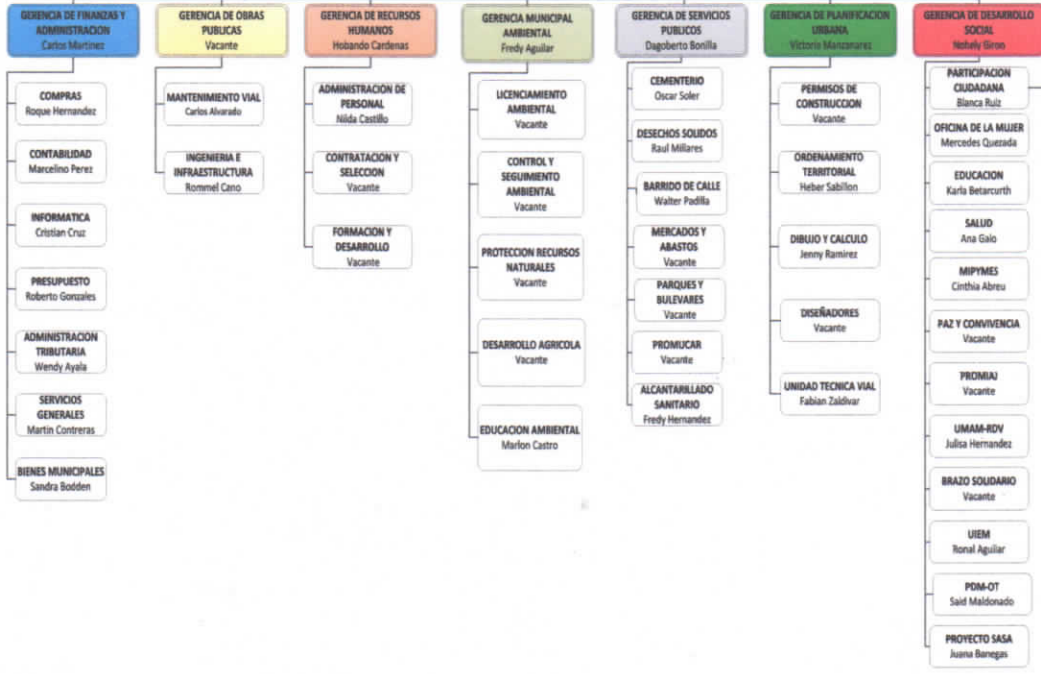 GERENCIA DE FINANZAS Y
ADMINISTRACION
Carlos Martinez
COMPRAS
Roque Hernandez
CONTABILIDAD
Marcelino Perez
INFORMATICA
Cristian Cruz
PRESUPUESTO
Roberto Gonzales
ADMINISTRACION
TRIBUTARIA
Wendy Ayala
SERVICIOS
GENERALES
Martin Contreras
BIENES MUNICIPALES
Sandra Bodden
GERENCIA DE OBRAS
PUBLICAS
Vacante
MANTENIMIENTO VIAL
Carlos Alvarado
INGENIERIA E
INFRAESTRUCTURA
Rommel Cano
GERENCIA DE RECURSOS
HUMANOS
Hobando Cardenas
ADMINISTRACION DE
PERSONAL
Nilda Castillo
CONTRATACION Y
SELECCION
Vacante
FORMACION Y
DESARROLLO
Vacante
GERENCIA MUNICIPAL
AMBIENTAL
Fredy Aguilar
LICENCIAMIENTO
AMBIENTAL
Vacante
CONTROL Y
SEGUIMIENTO
AMBIENTAL
Vacante
PROTECCION RECURSOS
NATURALES
Vacante
DESARROLLO AGRICOLA
Vacante
EDUCACION AMBIENTAL
Marlon Castro
GERENCIA DE SERVICIOS
PUBLICOS
Dagoberto Bonilla
CEMENTERIO
Oscar Soler
DESECHOS SOLIDOS
Raul Millares
BARRIDO DE CALLE
Walter Padilla
MERCADOS Y
ABASTOS
Vacante
PARQUES Y
BULEVARES
Vacante
PROMUCAR
Vacante
ALCANTARILLADO
SANITARIO
Fredy Hernandez
GERENCIA DE PLANIFICACION
URBANA
Victoria Manzanarez
PERMISOS DE
CONSTRUCCION
Vacante
ORDENAMIENTO
TERRITORIAL
Heber Sabillon
DIBUJO Y CALCULO
Jenny Ramirez
DISEÑADORES
Vacante
UNIDAD TECNICA VIAL
Fabian Zaldivar
GERENCIA DE DESARROLLO
SOCIAL
Nohely Giron
PARTICIPACION
CIUDADANA
Blanca Ruiz
OFICINA DE LA MUJER
Mercedes Quezada
EDUCACION
Karla Betarcurth
SALUD
Ana Galo
MIPYMES
Cinthia Abreu
PAZ Y CONVIVENCIA
Vacante
PROMIAJ
Vacante
UMAM-RDV
Julisa Hernandez
BRAZO SOLIDARIO
Vacante
UIEM
Ronal Aguilar
PDM-OT
Said Maldonado
PROYECTO SASA
Juana Banegas